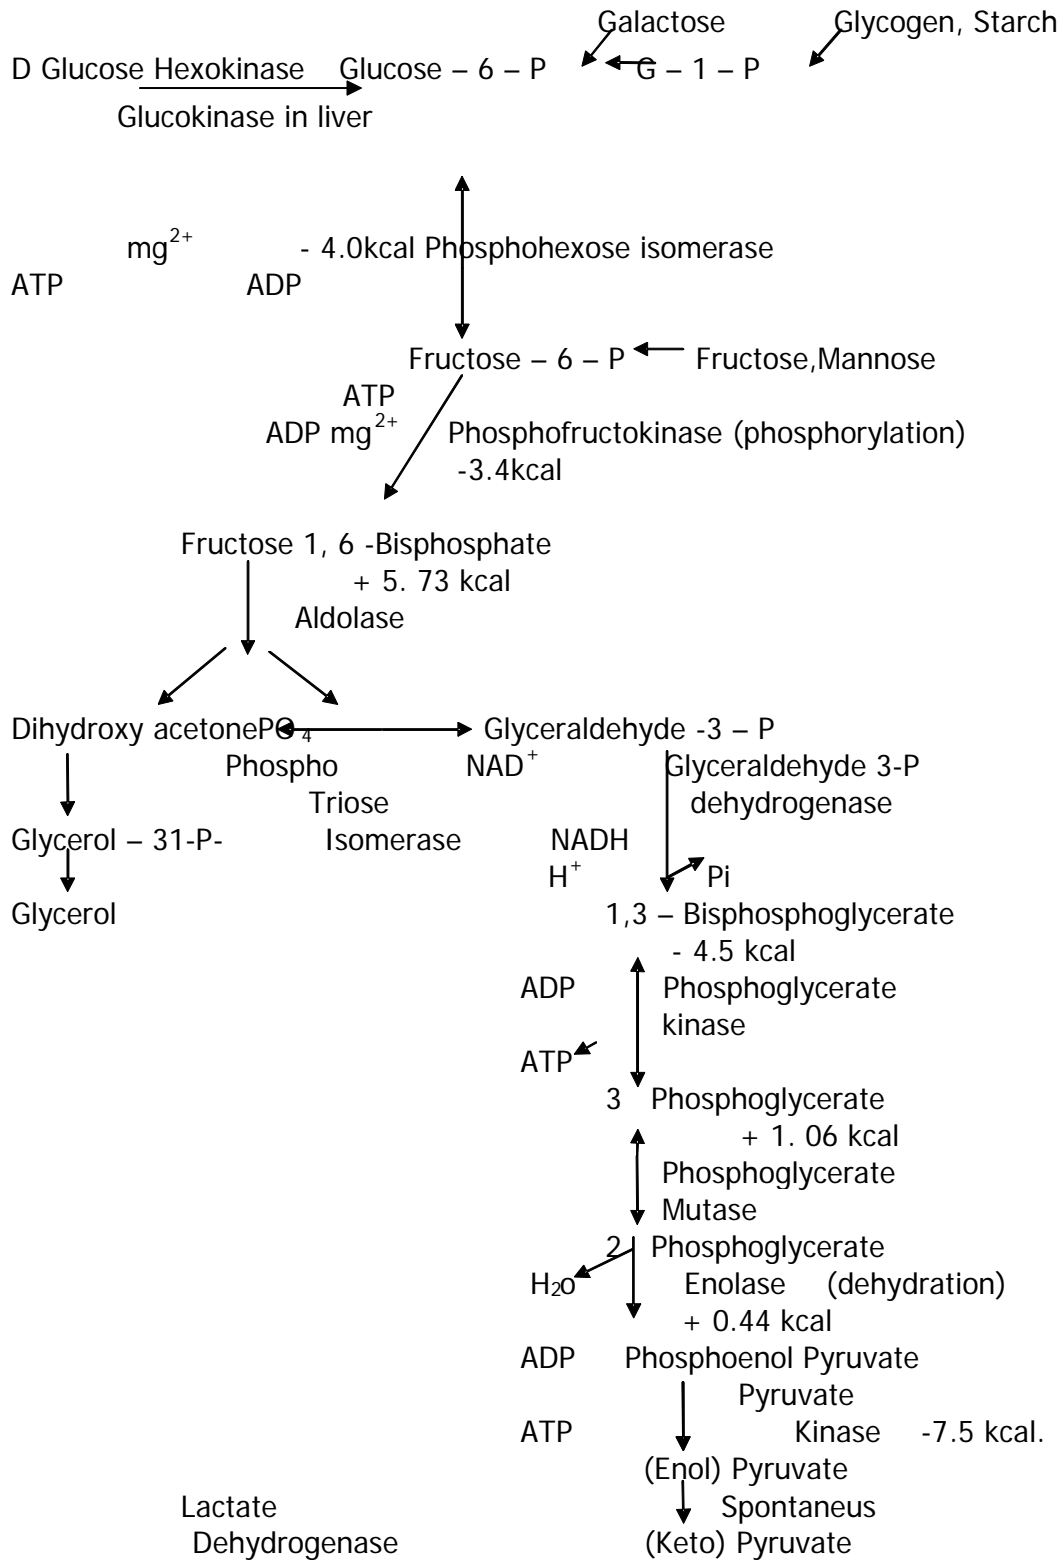 Galactose Glycogen, Starch
D Glucose Hexokinase Glucose – 6 – P G – 1 – P
Glucokinase in liver
mg2+ - 4.0kcal Phosphohexose isomerase
ATP ADP
Fructose – 6 – P Fructose,Mannose
ATP
ADP mg2+ Phosphofructokinase (phosphorylation)
-3.4kcal
Fructose 1, 6 -Bisphosphate
+ 5. 73 kcal
Aldolase
Dihydroxy acetonePO4 Glyceraldehyde -3 – P
Phospho NAD+ Glyceraldehyde 3-P
Triose dehydrogenase
Glycerol – 31-P- Isomerase NADH
H+ Pi
Glycerol 1,3 – Bisphosphoglycerate
- 4.5 kcal
ADP Phosphoglycerate
kinase
ATP
3 Phosphoglycerate
+ 1. 06 kcal
Phosphoglycerate
Mutase
2 Phosphoglycerate
H2o Enolase (dehydration)
+ 0.44 kcal
ADP Phosphoenol Pyruvate
Pyruvate
ATP Kinase -7.5 kcal.
(Enol) Pyruvate
Lactate Spontaneus
Dehydrogenase (Keto) Pyruvate